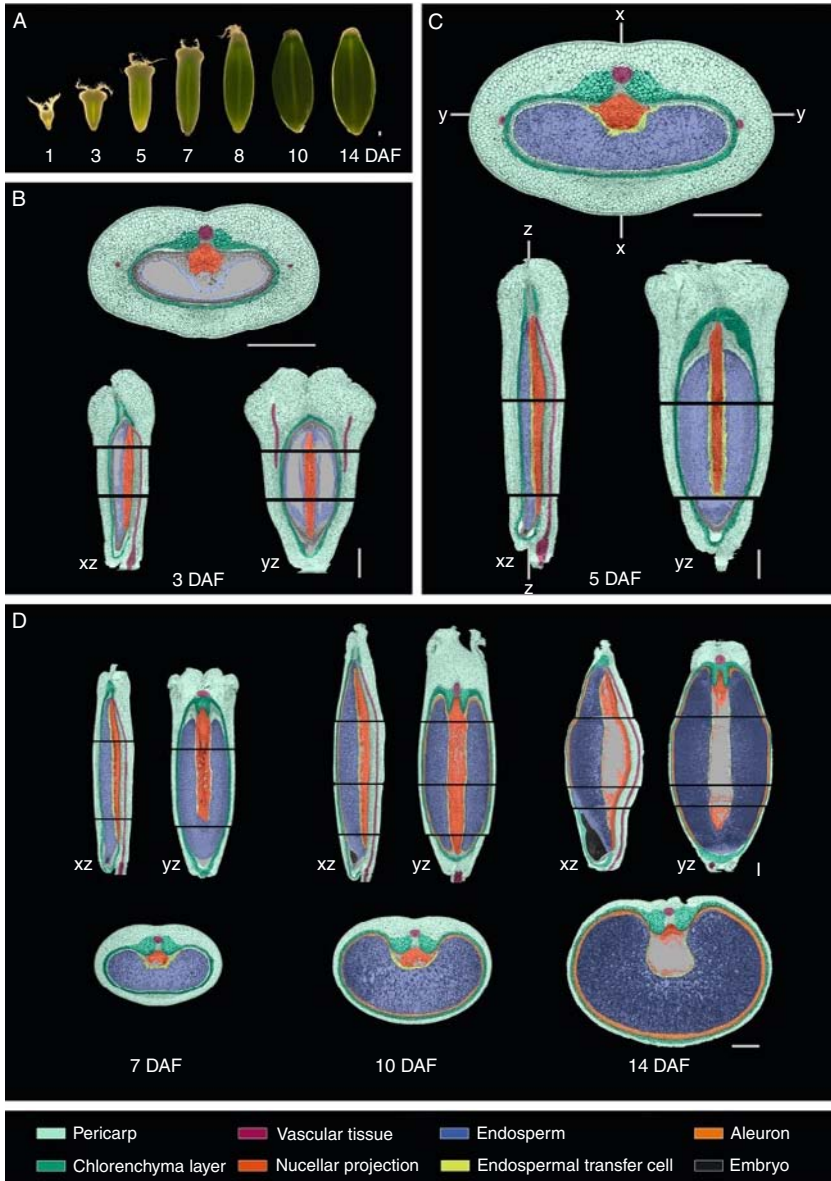 A
1 3 5 7 8 10 14 DAF
B
xz
yz
3 DAF
C
x
y
y
x
z
xz
z
yz
5 DAF
D
xz
yz
xz
yz
xz
yz
7 DAF
10 DAF
14 DAF
Pericarp
Vascular tissue
Endosperm
Aleuron
Chlorenchyma layer
Nucellar projection
Endospermal transfer cell
Embryo